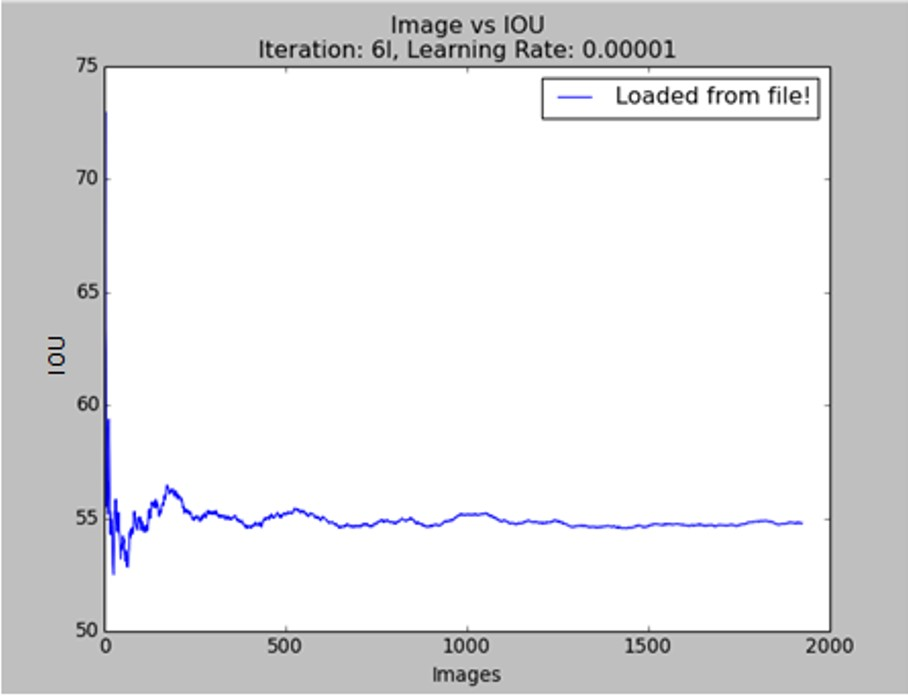 Image vs IOU
Iteration: 6l, Learning Rate: 0.00001
75
Loaded from file!
70
65
IOU
60
55
50
0 500 1000 1500 2000
Images